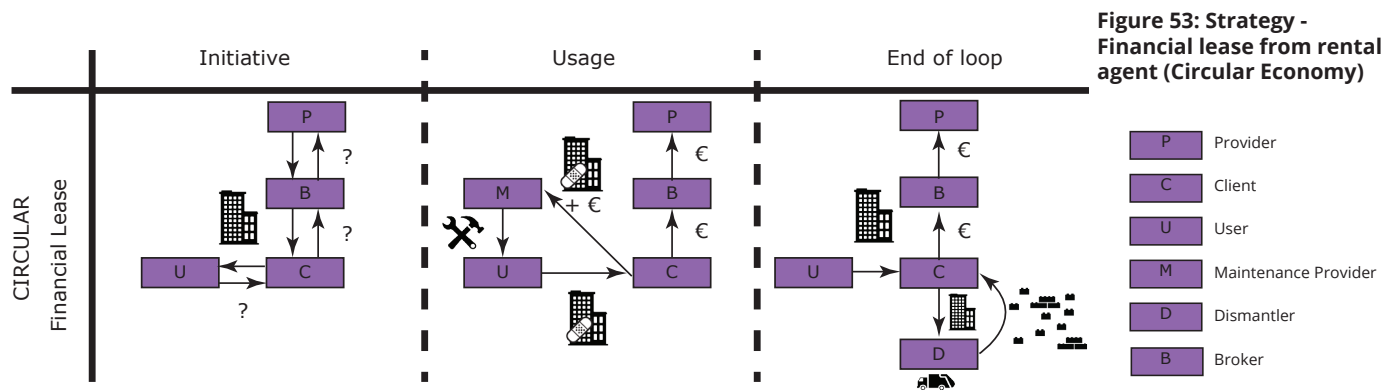 Figure 53: Strategy -
Financial lease from rental
agent (Circular Economy)
Initiative
Usage
End of loop
CIRCULAR
Financial Lease
P
?
B
?
U
C
?
P
€
M
B
+ €
€
U
C
P
€
B
€
U
C
D
P Provider
C Client
U User
M Maintenance Provider
D Dismantler
B Broker